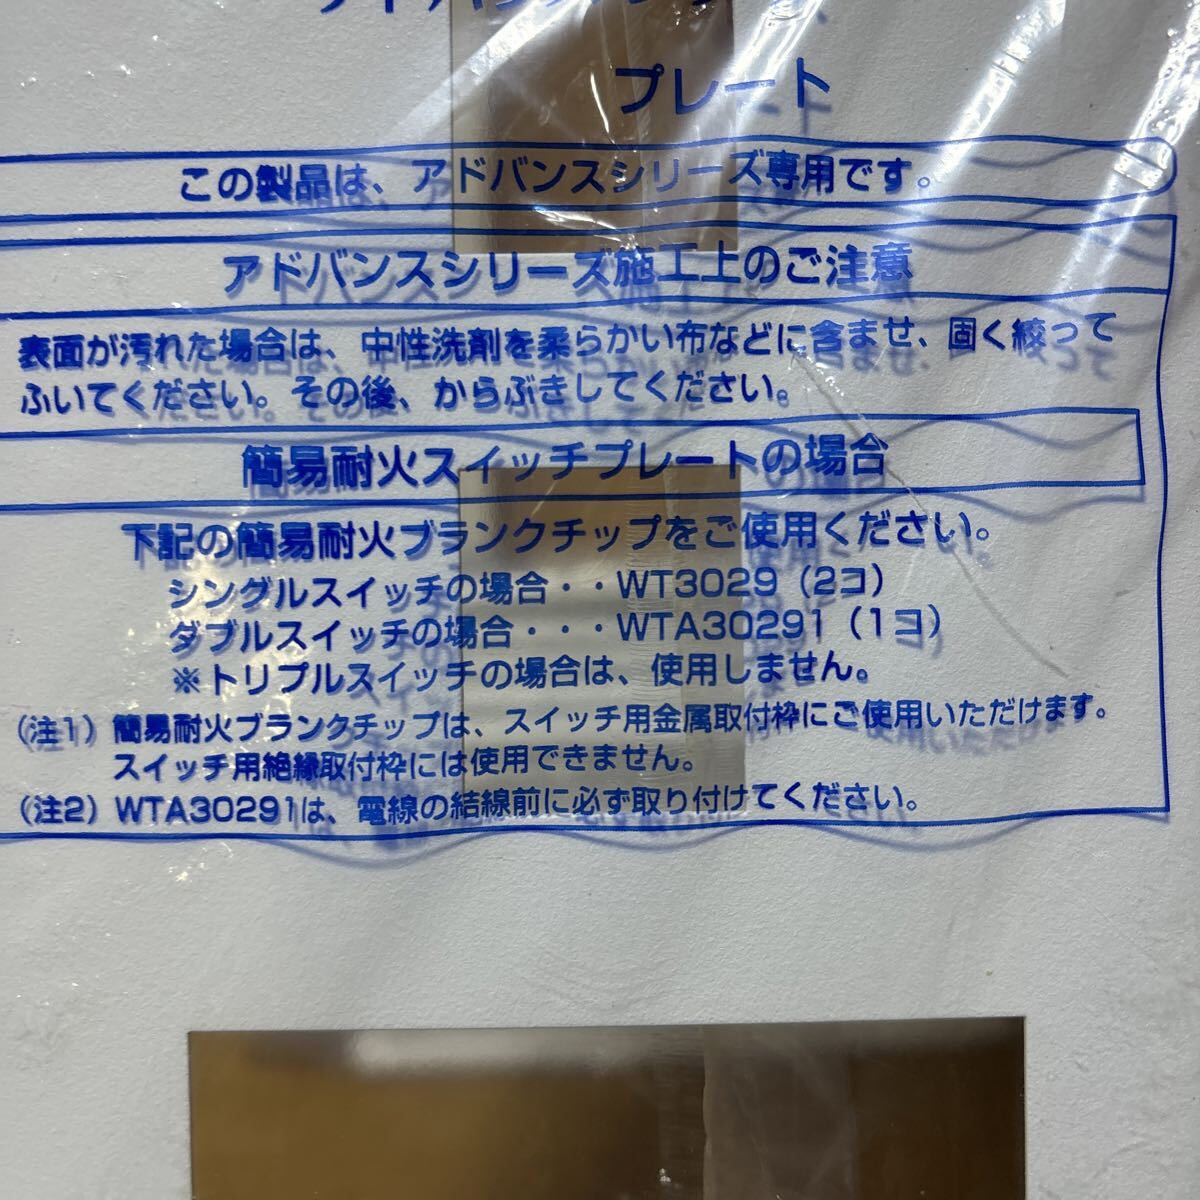 アドバンスシリーズ
プレート
この製品は、アドバンスシリーズ専用です。
アドバンスシリーズ施工上のご注意
表面が汚れた場合は、中性洗剤を柔らかい布などに含ませ、固く絞って
ふいてください。その後、からぶきしてください。
簡易耐火スイッチプレートの場合
下記の簡易耐火ブランクチップをご使用ください。
シングルスイッチの場合・・WT3029（2コ）
ダブルスイッチの場合・・・WTA30291（1コ）
※トリプルスイッチの場合は、使用しません。
（注1）簡易耐火ブランクチップは、スイッチ用金属取付枠にご使用いただけます。
スイッチ用絶縁取付枠には使用できません。
（注2）WTA30291は、電線の結線前に必ず取り付けてください。